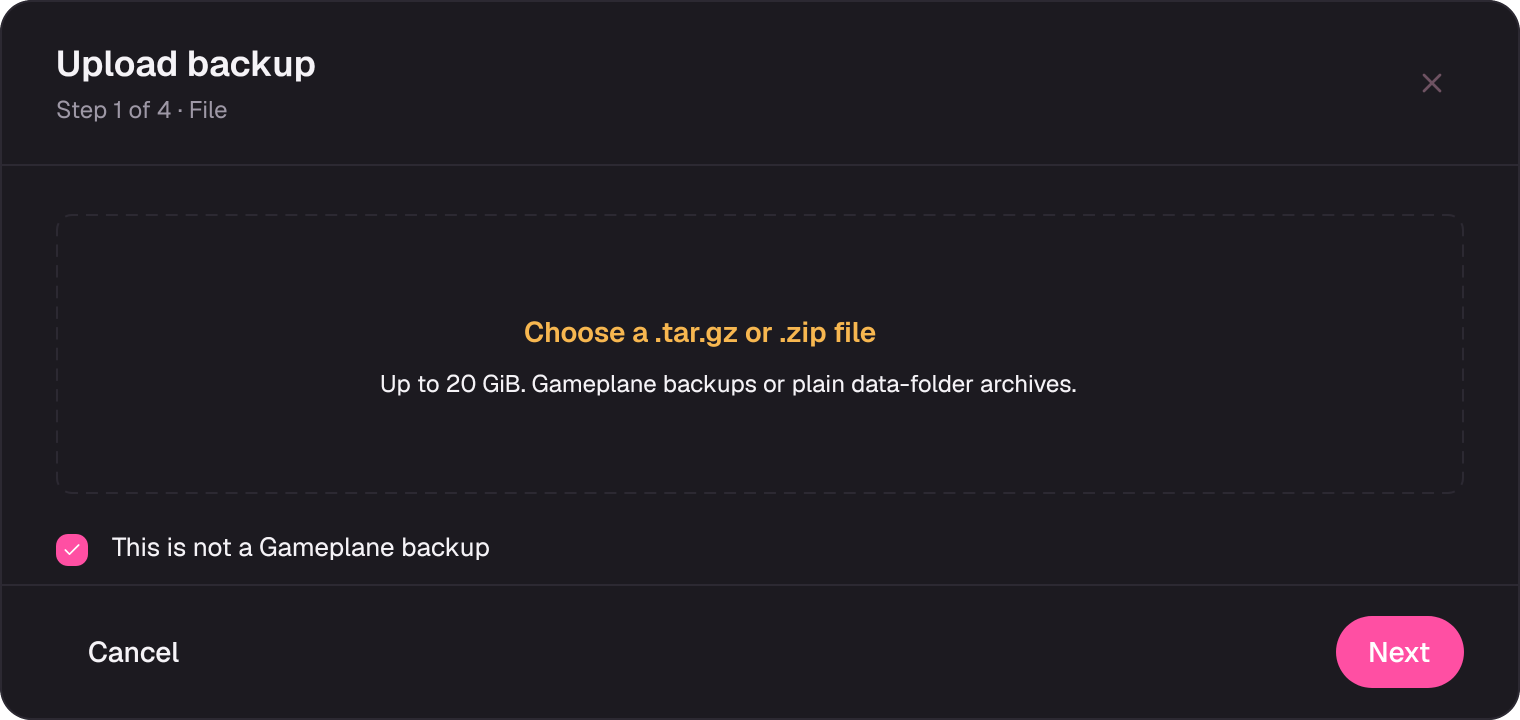 Upload backup
Step 1 of 4 · File
Choose a .tar.gz or .zip file
Up to 20 GiB. Gameplane backups or plain data-folder archives.
This is not a Gameplane backup
Cancel
Next